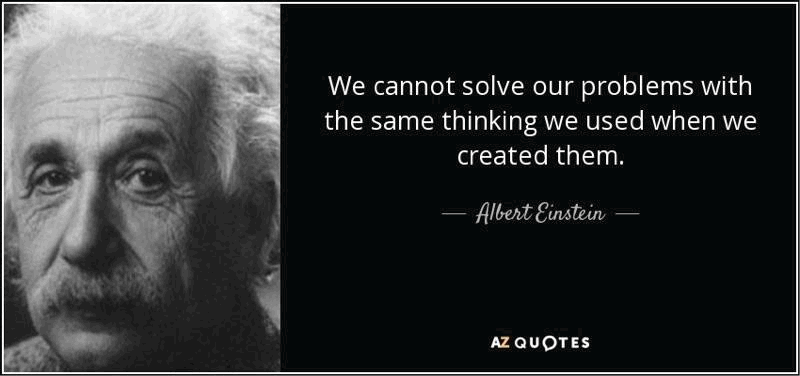 We cannot solve our problems with
the same thinking we used when we
created them.
Albert Einstein
AZ QUOTES